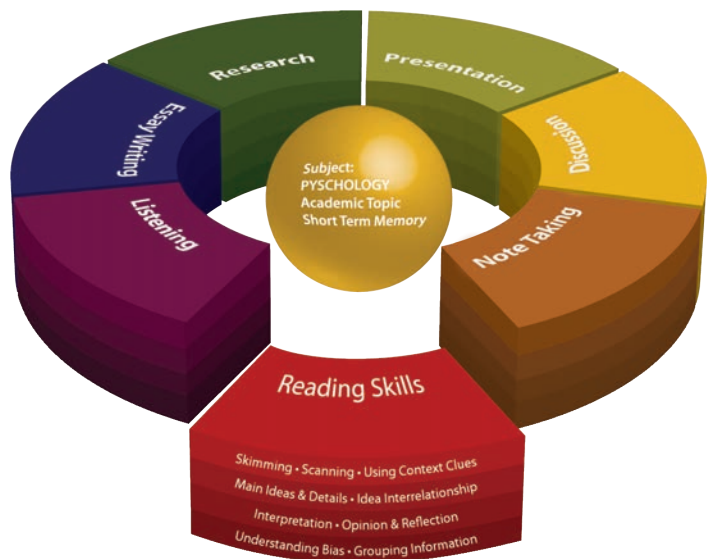 Research
Presentation
Essay Writing
Discussion
Subject:
PYSCHOLOGY
Academic Topic
Short Term Memory
Listening
Note Taking
Reading Skills
Skimming • Scanning • Using Context Clues
Main Ideas & Details • Idea Interrelationship
Interpretation • Opinion & Reflection
Understanding Bias • Grouping Information